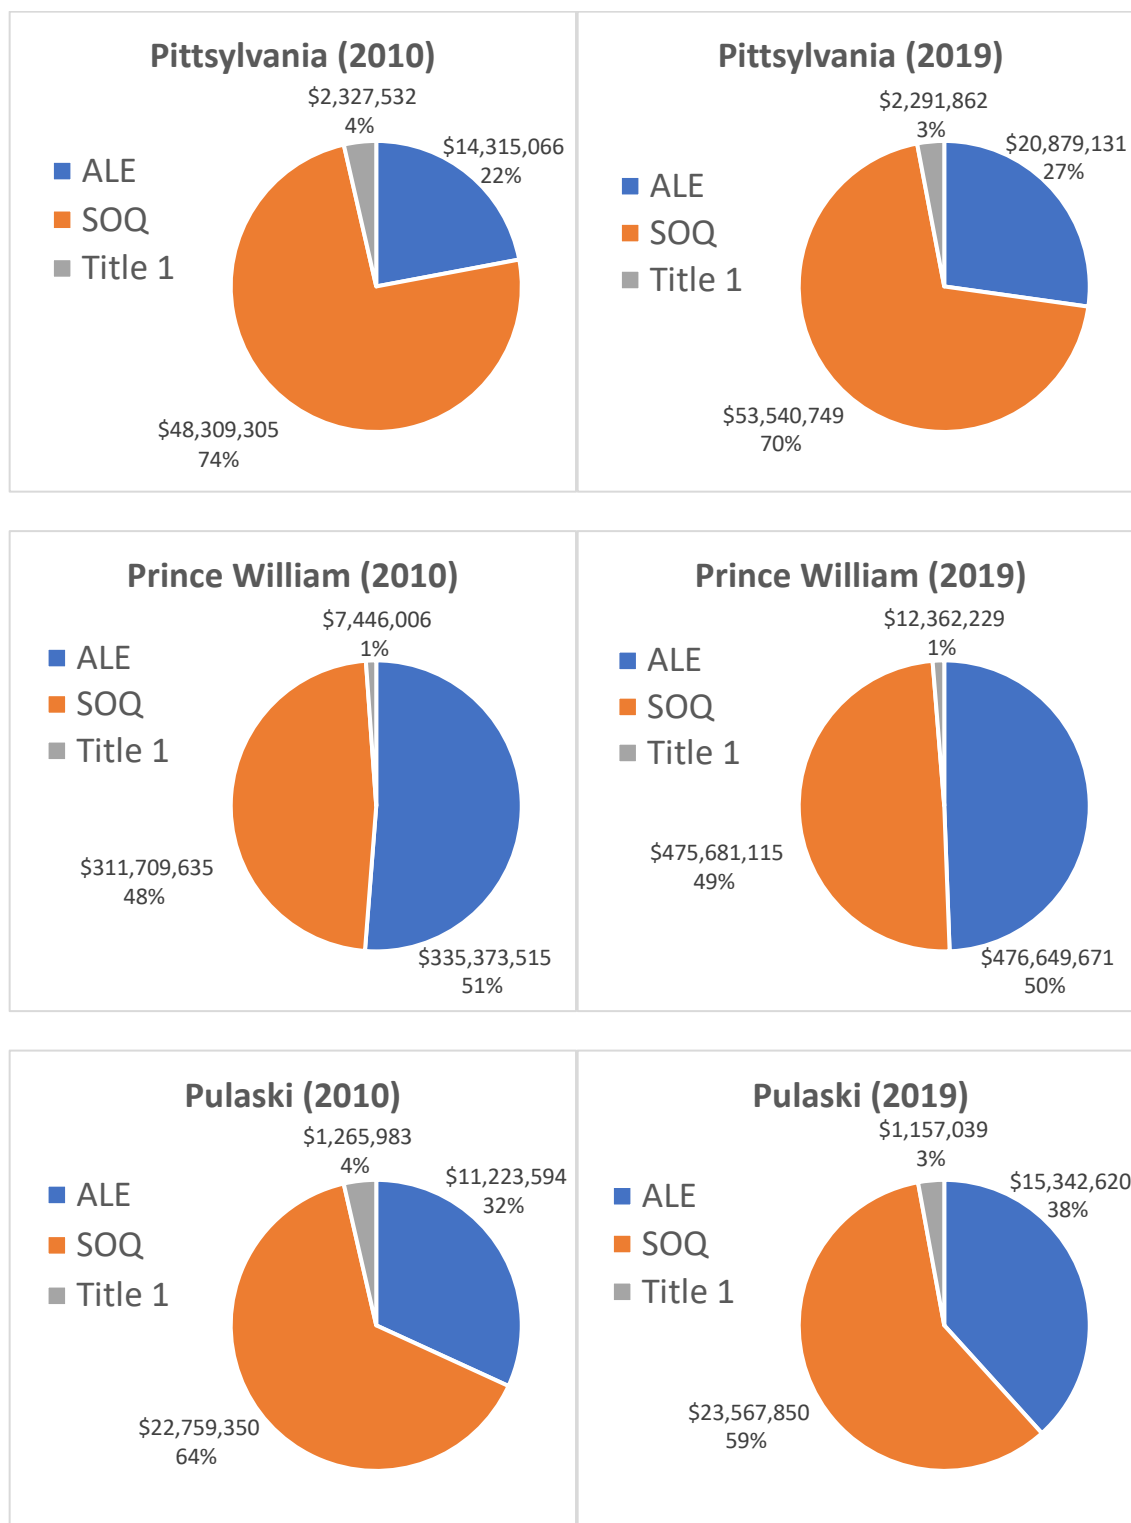 Pittsylvania (2010)
$2,327,532
4%
$14,315,066
22%
ALE
SOQ
Title 1
$48,309,305
74%
Pittsylvania (2019)
$2,291,862
3%
$20,879,131
27%
ALE
SOQ
Title 1
$53,540,749
70%
Prince William (2010)
$7,446,006
1%
ALE
SOQ
Title 1
$311,709,635
48%
$335,373,515
51%
Prince William (2019)
$12,362,229
1%
ALE
SOQ
Title 1
$475,681,115
49%
$476,649,671
50%
Pulaski (2010)
$1,265,983
4%
$11,223,594
32%
ALE
SOQ
Title 1
$22,759,350
64%
Pulaski (2019)
$1,157,039
3%
$15,342,620
38%
ALE
SOQ
Title 1
$23,567,850
59%